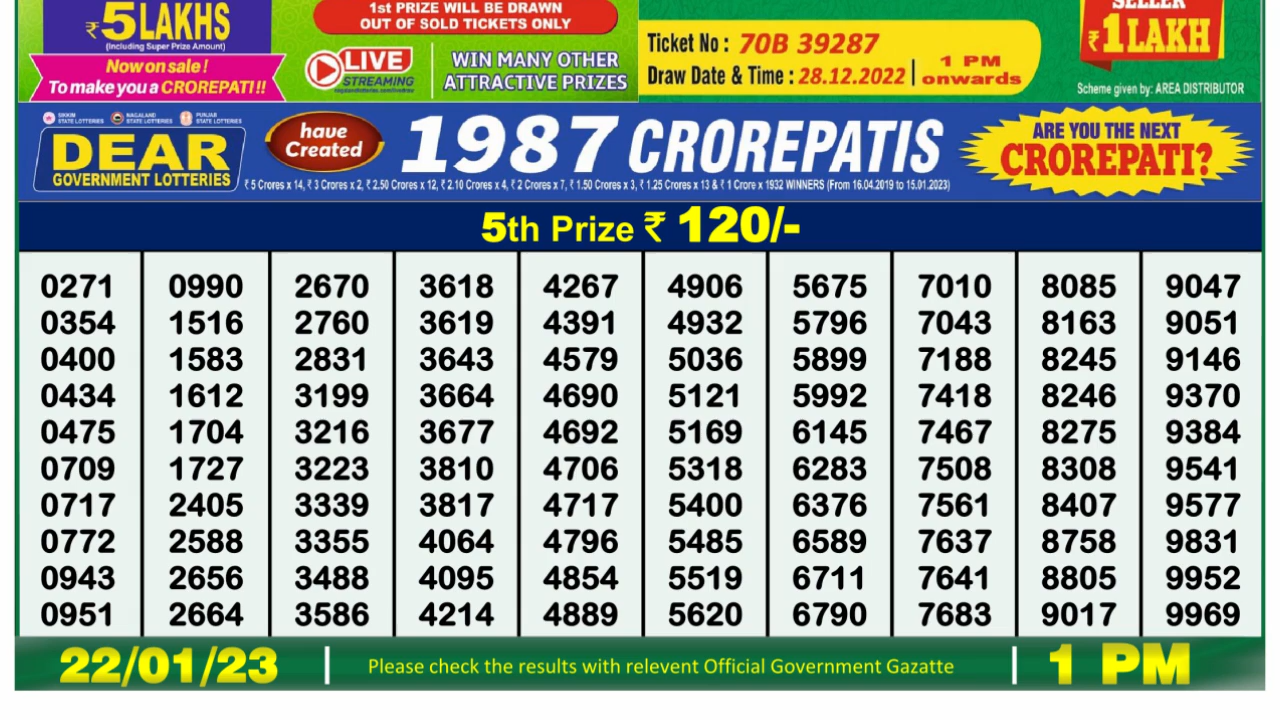 ₹5 LAKHS
(Including Super Prize Amount)
Now on sale !
To make you a CROREPATI !!
1st PRIZE WILL BE DRAWN
OUT OF SOLD TICKETS ONLY
LIVE
STREAMING
WIN MANY OTHER
ATTRACTIVE PRIZES
Ticket No : 70B 39287
Draw Date & Time : 28.12.2022 | 1 PM onwards
SELLER
₹1 LAKH
Scheme given by: AREA DISTRIBUTOR
SIKKIM STATE LOTTERIES NAGALAND STATE LOTTERIES PUNJAB STATE LOTTERIES
DEAR
GOVERNMENT LOTTERIES
have Created
1987 CROREPATIS
₹ 5 Crores x 14, ₹ 3 Crores x 2, ₹ 2.50 Crores x 12, ₹ 2.10 Crores x 4, ₹ 2 Crores x 7, ₹ 1.50 Crores x 3, ₹ 1.25 Crores x 13 & ₹ 1 Crore x 1932 WINNERS (From 16.04.2019 to 15.01.2023)
ARE YOU THE NEXT
CROREPATI?
5th Prize ₹ 120/-
0271 0990 2670 3618 4267 4906 5675 7010 8085 9047
0354 1516 2760 3619 4391 4932 5796 7043 8163 9051
0400 1583 2831 3643 4579 5036 5899 7188 8245 9146
0434 1612 3199 3664 4690 5121 5992 7418 8246 9370
0475 1704 3216 3677 4692 5169 6145 7467 8275 9384
0709 1727 3223 3810 4706 5318 6283 7508 8308 9541
0717 2405 3339 3817 4717 5400 6376 7561 8407 9577
0772 2588 3355 4064 4796 5485 6589 7637 8758 9831
0943 2656 3488 4095 4854 5519 6711 7641 8805 9952
0951 2664 3586 4214 4889 5620 6790 7683 9017 9969
22/01/23 | Please check the results with relevent Official Government Gazatte | 1 PM